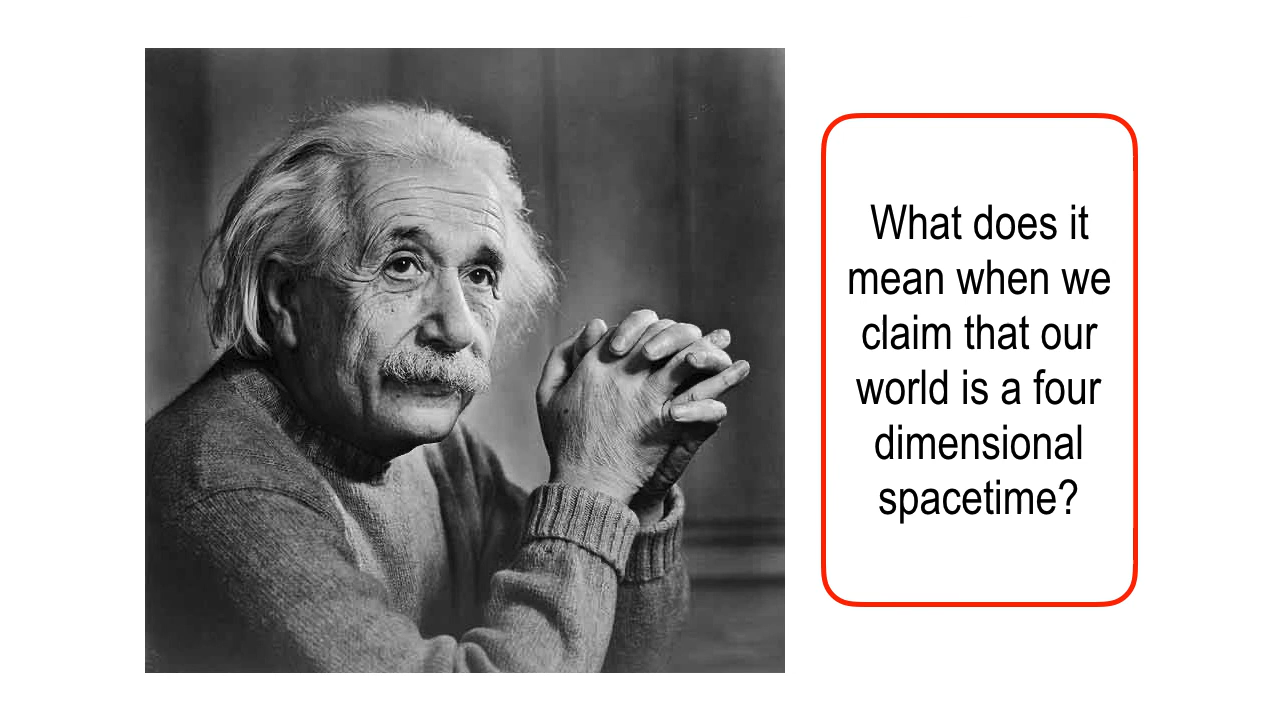 What does it
mean when we
claim that our
world is a four
dimensional
spacetime?